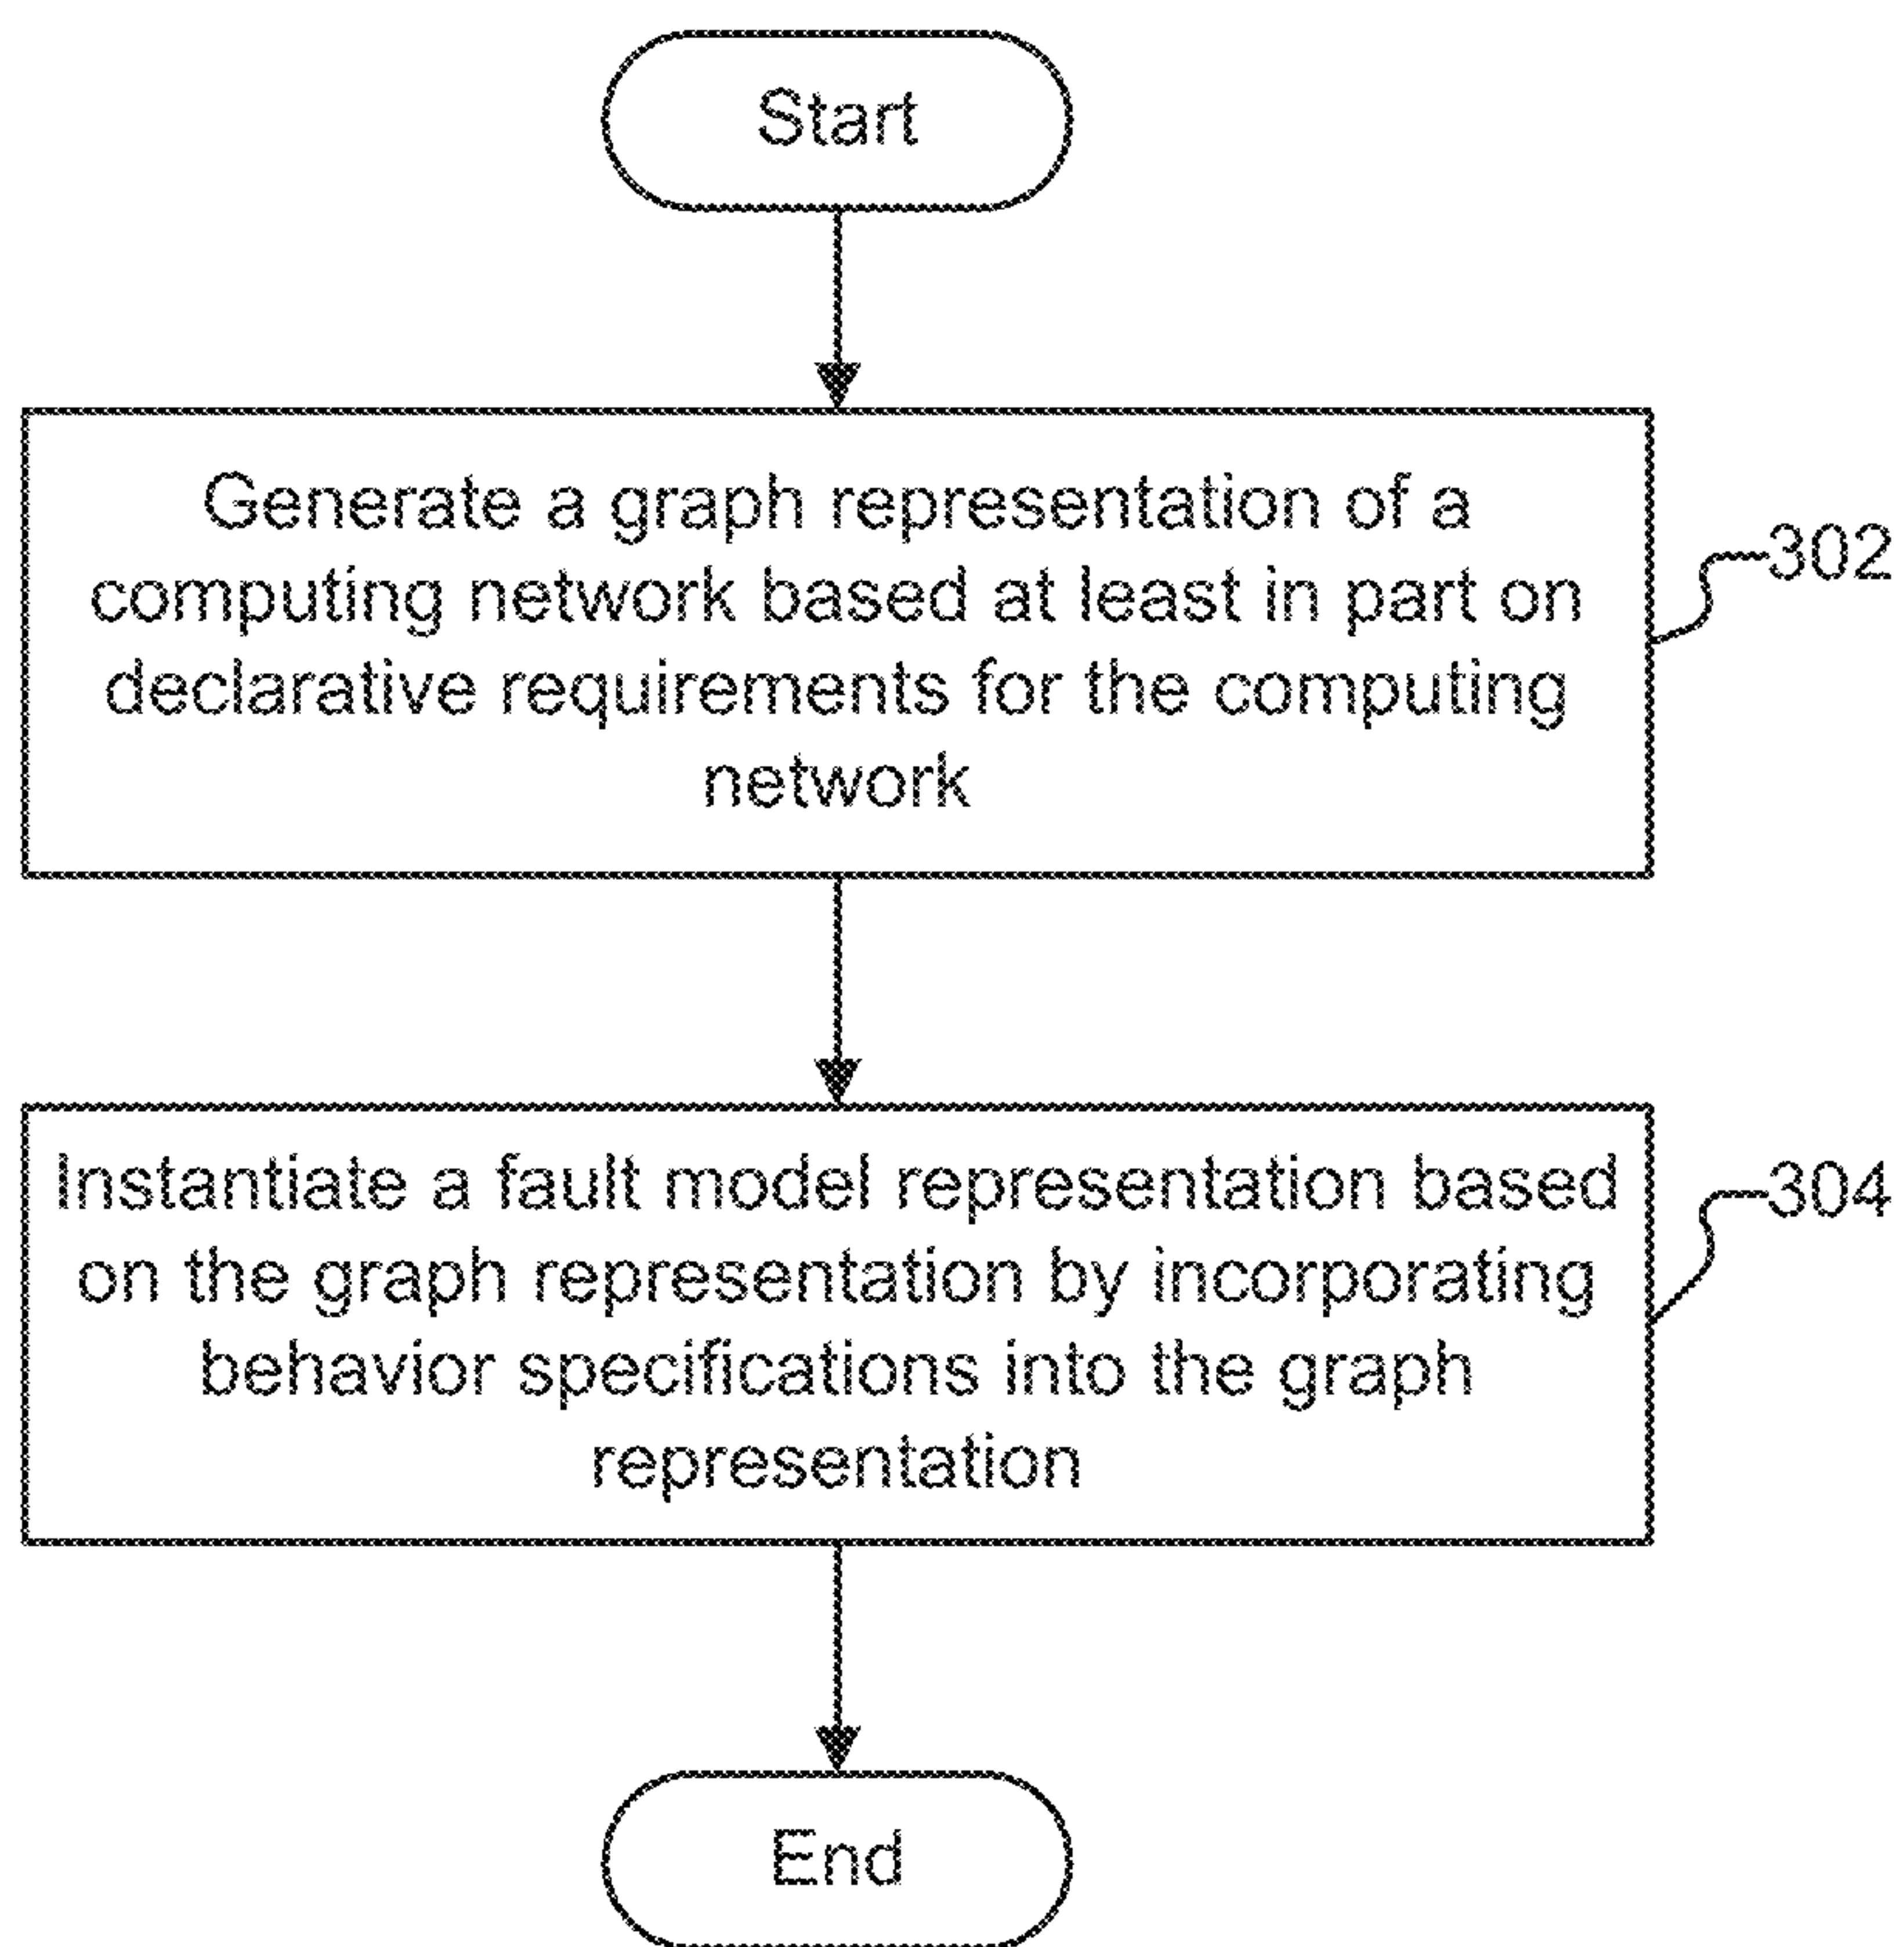 Start
Generate a graph representation of a
computing network based at least in part on
declarative requirements for the computing
network
302
Instantiate a fault model representation based
on the graph representation by incorporating
behavior specifications into the graph
representation
304
End